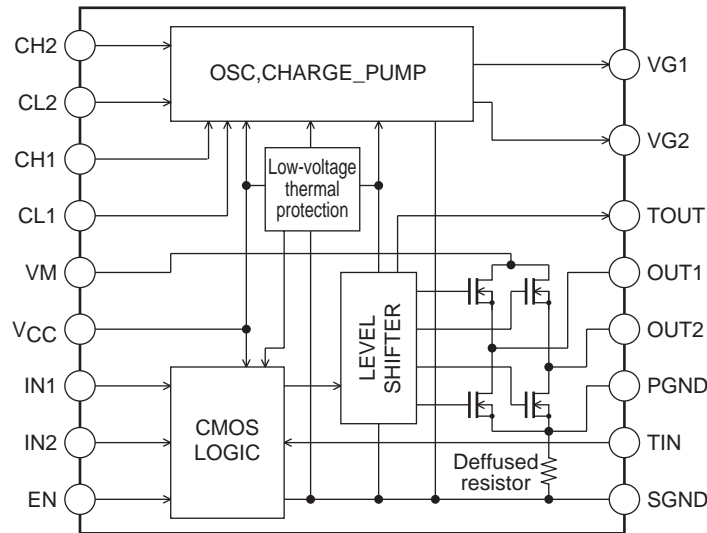 CH2
CL2
CH1
CL1
VM
VCC
IN1
IN2
EN
OSC,CHARGE_PUMP
Low-voltage
thermal
protection
LEVEL
SHIFTER
CMOS
LOGIC
Deffused
resistor
VG1
VG2
TOUT
OUT1
OUT2
PGND
TIN
SGND